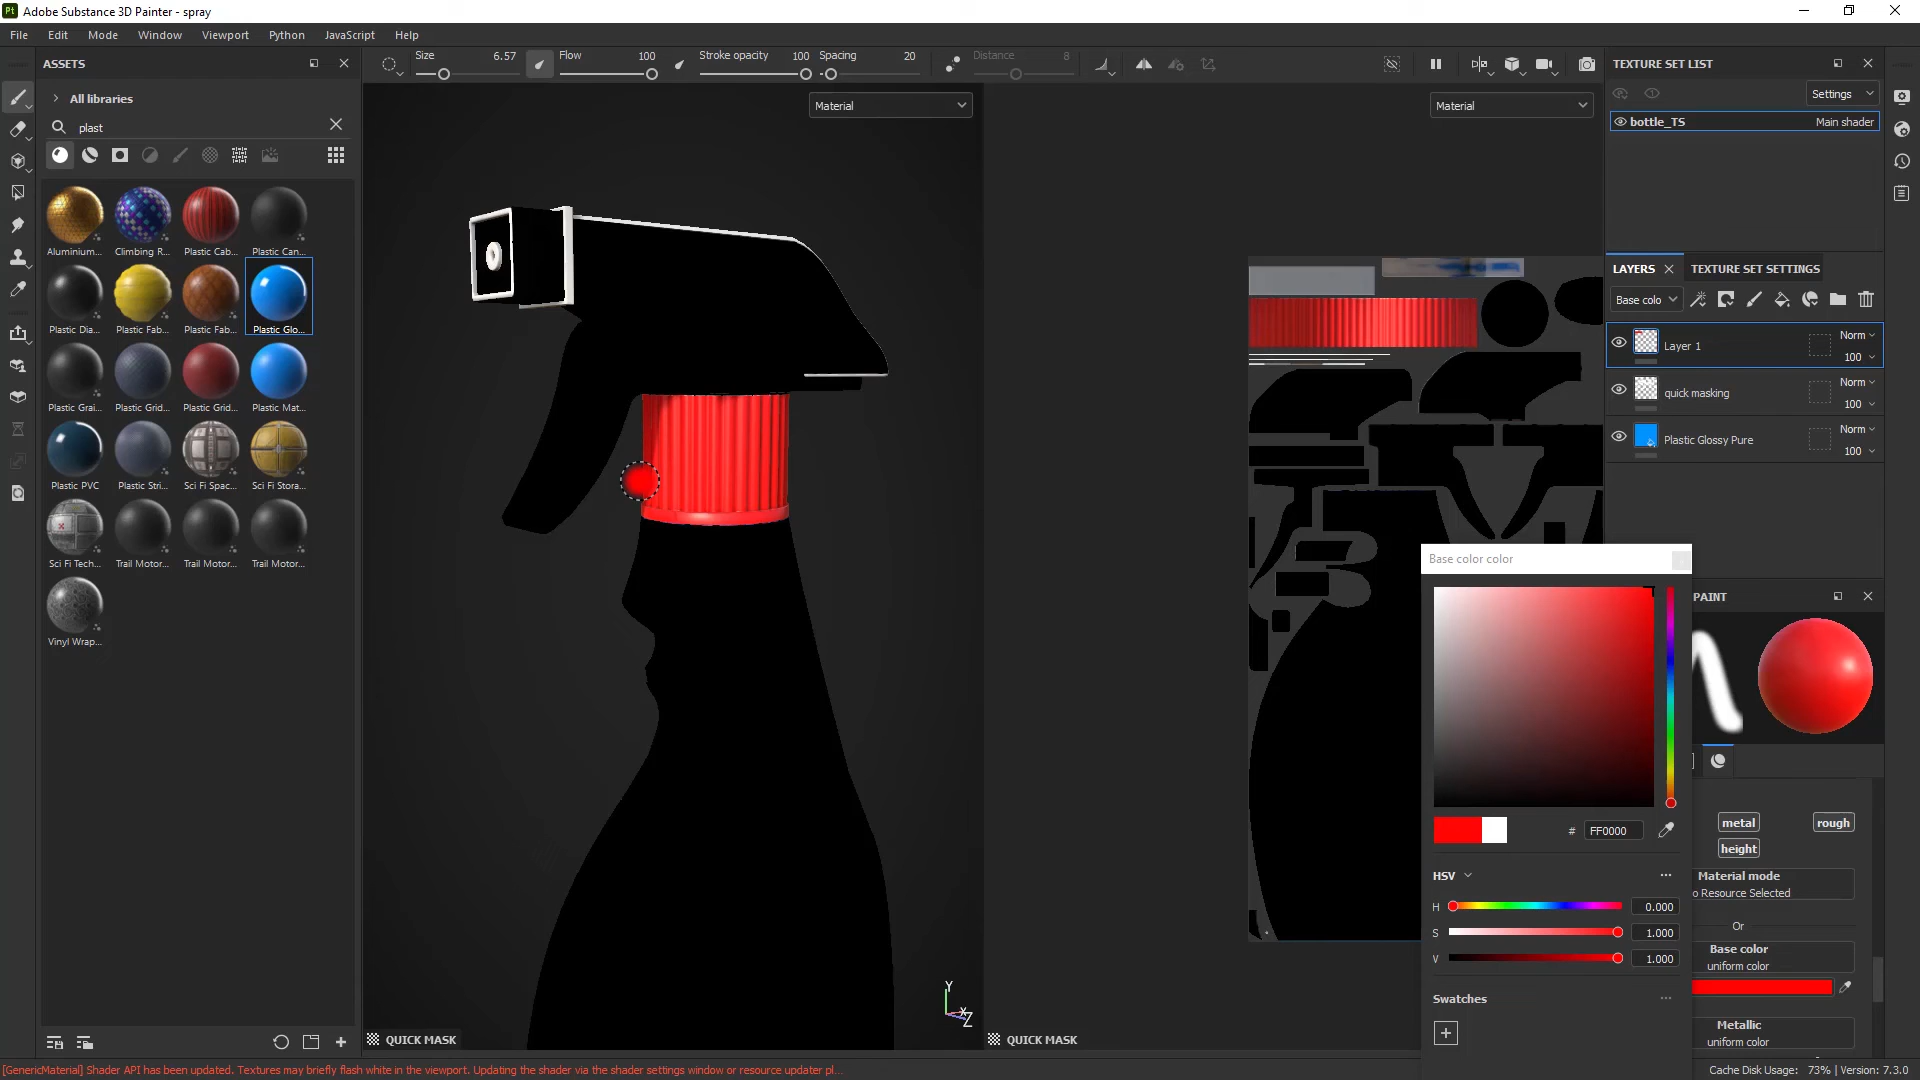 Pt Adobe Substance 3D Painter - spray
File Edit Mode Window Viewport Python JavaScript Help
ASSETS
Size 6.57 Flow 100 Stroke opacity 100 Spacing 20 Distance 8
TEXTURE SET LIST
All libraries
plast
Material
Material
Settings
bottle_TS Main shader
Aluminium... Climbing R... Plastic Cab... Plastic Can...
Plastic Dia... Plastic Fab... Plastic Fab... Plastic Glo...
Plastic Grai... Plastic Grid... Plastic Grid... Plastic Mat...
Plastic PVC Plastic Stri... Sci Fi Spac... Sci Fi Stora...
Sci Fi Tech... Trail Motor... Trail Motor... Trail Motor...
Vinyl Wrap...
LAYERS TEXTURE SET SETTINGS
Base colo
Layer 1 Norm 100
quick masking Norm 100
Plastic Glossy Pure Norm 100
Base color color
# FF0000
HSV
H 0.000
S 1.000
V 1.000
Swatches
PAINT
metal rough
height
Material mode
o Resource Selected
Or
Base color
uniform color
Metallic
uniform color
Y
X
Z
QUICK MASK
QUICK MASK
[GenericMaterial] Shader API has been updated. Textures may briefly flash white in the viewport. Updating the shader via the shader settings window or resource updater pl...
Cache Disk Usage: 73% | Version: 7.3.0